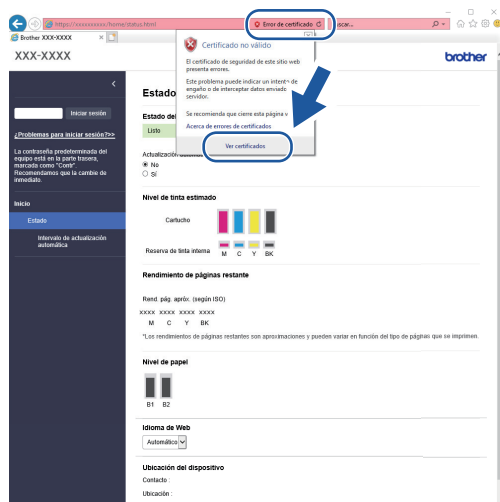 https://xxxxxxxxxx/home/status.html
Error de certificado
Buscar...
Brother XXX-XXXX
XXX-XXXX
brother
Certificado no válido
El certificado de seguridad de este sitio web
presenta errores.
Este problema puede indicar un intento de
engaño o de interceptar datos enviado
servidor.
Se recomienda que cierre esta página v
Acerca de errores de certificados
Ver certificados
Iniciar sesión
¿Problemas para iniciar sesión?>>
La contraseña predeterminada del
equipo está en la parte trasera,
marcada como "Contr".
Recomendamos que la cambie de
inmediato.
Inicio
Estado
Intervalo de actualización
automática
Estado
Estado del
Listo
Actualización
No
Sí
Nivel de tinta estimado
Cartucho
Reserva de tinta interna
M C Y BK
Rendimiento de páginas restante
Rend. pág. apróx. (según ISO)
xxxx xxxx xxxx xxxx
M C Y BK
*Los rendimientos de páginas restantes son aproximaciones y pueden variar en función del tipo de páginas que se imprimen.
Nivel de papel
B1 B2
Idioma de Web
Automático
Ubicación del dispositivo
Contacto :
Ubicación :